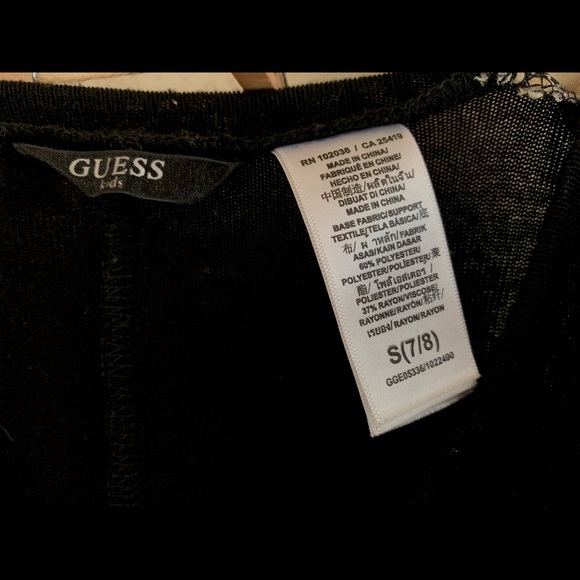 GUESS
kids
RN 102036 / CA 25419
MADE IN CHINA/
FABRIQUÉ EN CHINE/
HECHO EN CHINA/
中国制造/ผลิตในจีน/
DIBUAT DI CHINA/
MADE IN CHINA
BASE FABRIC/SUPPORT
TEXTILE/TELA BÁSICA/底
布/ ผ้าหลัก/FABRIK
ASAS/KAIN DASAR
60% POLYESTER/
POLYESTER/POLIESTER/聚
酯/ โพลีเอสเตอร์ /
POLIESTER/POLIESTER
37% RAYON/VISCOSE/
RAYONNE/RAYÓN/粘纤/
เรยอง/RAYON/RAYON
S(7/8)
GGE05336/1022490